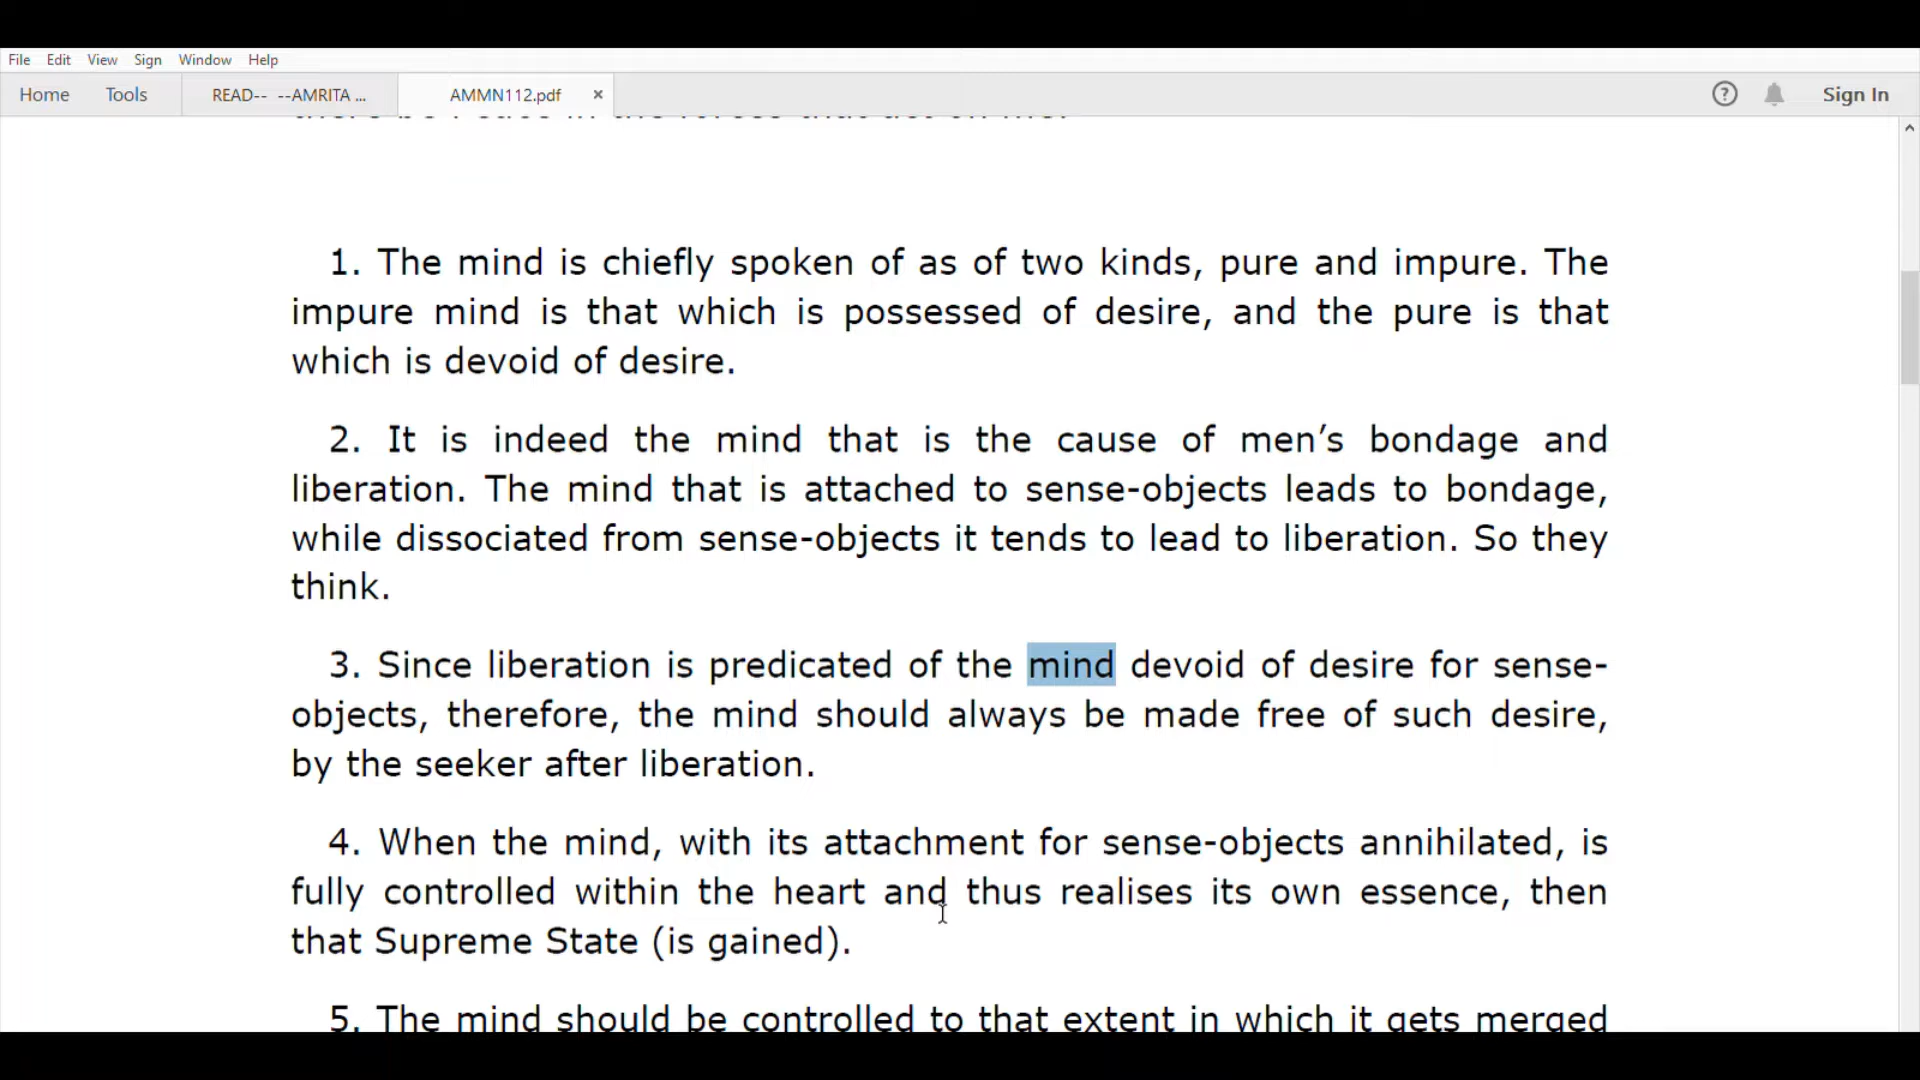 File Edit View Sign Window Help
Home Tools READ-- --AMRITA ... AMMN112.pdf × ? Sign In
1. The mind is chiefly spoken of as of two kinds, pure and impure. The
impure mind is that which is possessed of desire, and the pure is that
which is devoid of desire.
2. It is indeed the mind that is the cause of men’s bondage and
liberation. The mind that is attached to sense-objects leads to bondage,
while dissociated from sense-objects it tends to lead to liberation. So they
think.
3. Since liberation is predicated of the mind devoid of desire for sense-
objects, therefore, the mind should always be made free of such desire,
by the seeker after liberation.
4. When the mind, with its attachment for sense-objects annihilated, is
fully controlled within the heart and thus realises its own essence, then
that Supreme State (is gained).
5. The mind should be controlled to that extent in which it gets merged